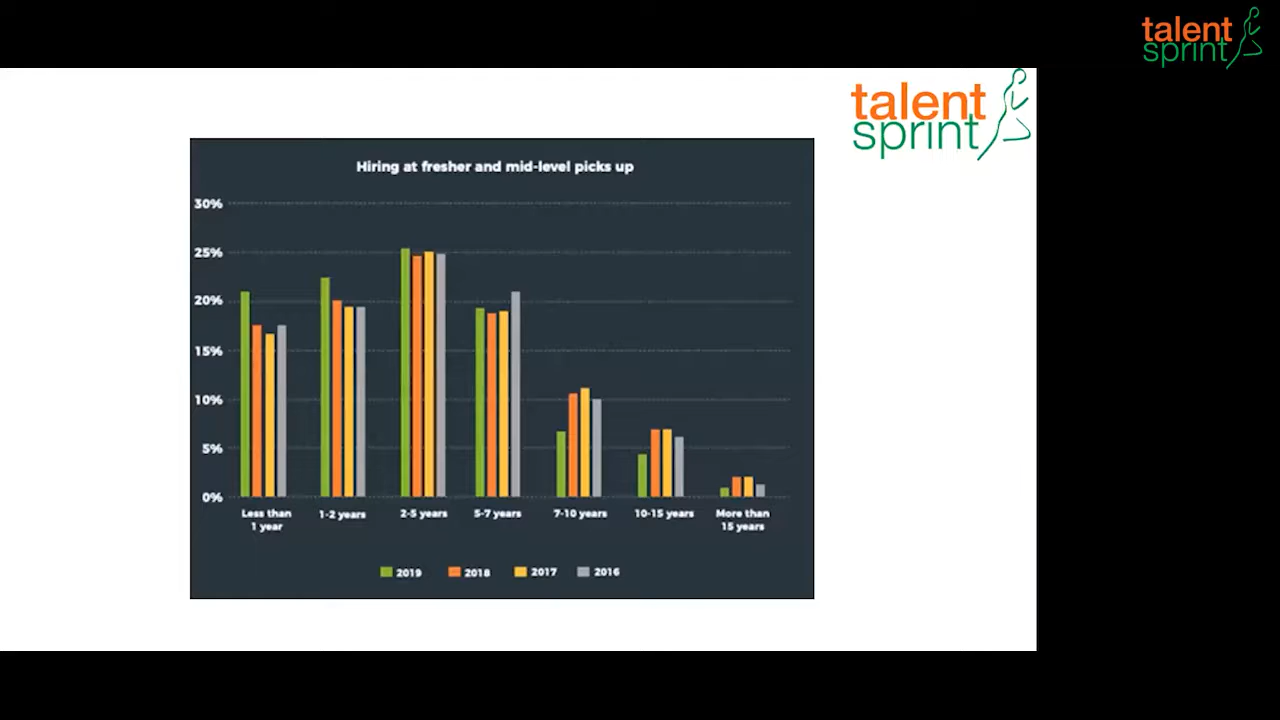 talent
sprint
talent
sprint
Hiring at fresher and mid-level picks up
30%
25%
20%
15%
10%
5%
0%
Less than
1 year
1-2 years
2-5 years
5-7 years
7-10 years
10-15 years
More than
15 years
2019
2018
2017
2016